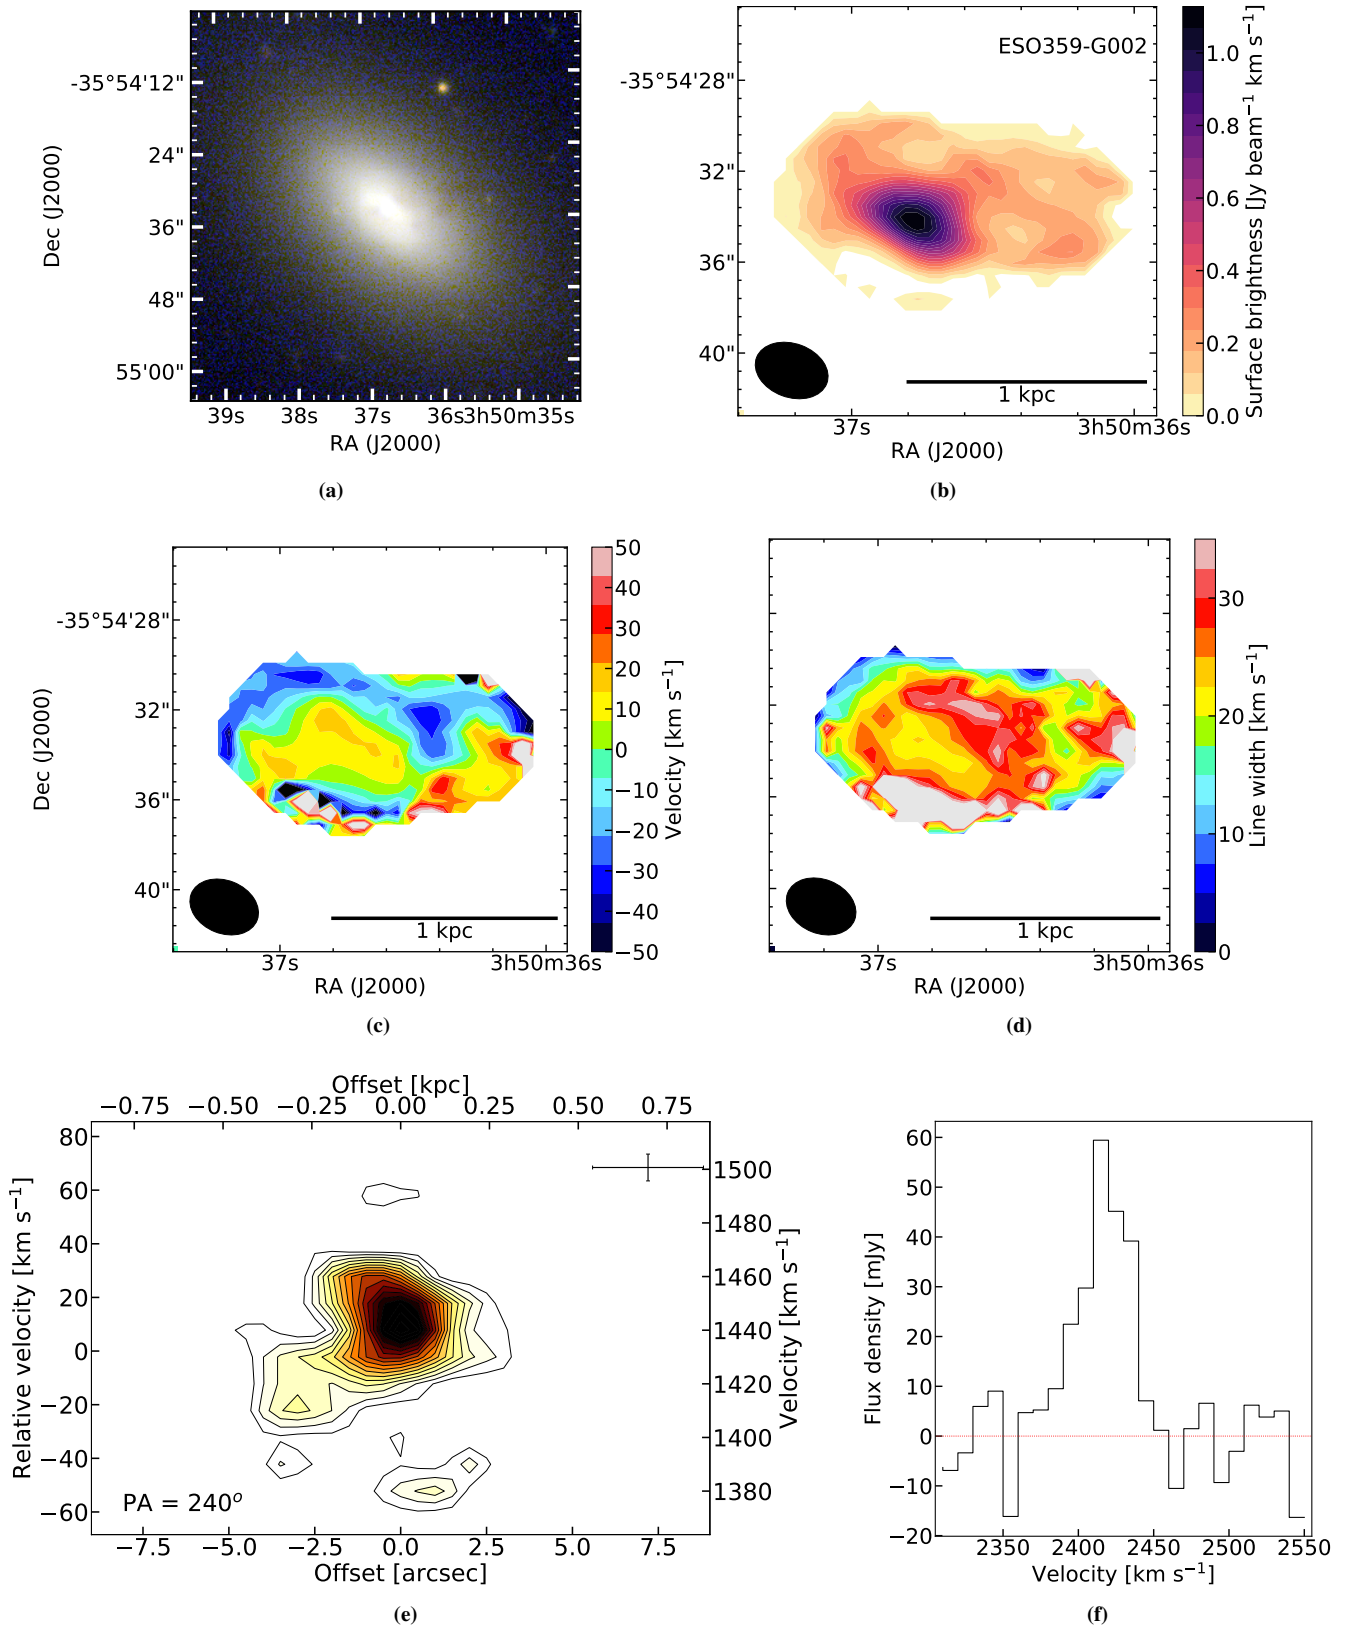 -35°54'12"
24"
36"
48"
55'00"
Dec (J2000)
39s 38s 37s 36s 3h50m35s
RA (J2000)
(a)
ESO359-G002
-35°54'28"
32"
36"
40"
1 kpc
37s 3h50m36s
RA (J2000)
1.0
0.8
0.6
0.4
0.2
0.0
Surface brightness [Jy beam⁻¹ km s⁻¹]
(b)
-35°54'28"
32"
36"
40"
Dec (J2000)
1 kpc
37s 3h50m36s
RA (J2000)
50
40
30
20
10
0
−10
−20
−30
−40
−50
Velocity [km s⁻¹]
(c)
1 kpc
37s 3h50m36s
RA (J2000)
30
20
10
0
Line width [km s⁻¹]
(d)
Offset [kpc]
−0.75 −0.50 −0.25 0.00 0.25 0.50 0.75
80
60
40
20
0
−20
−40
−60
Relative velocity [km s⁻¹]
1500
1480
1460
1440
1420
1400
1380
Velocity [km s⁻¹]
PA = 240º
−7.5 −5.0 −2.5 0.0 2.5 5.0 7.5
Offset [arcsec]
(e)
60
50
40
30
20
10
0
−10
−20
Flux density [mJy]
2350 2400 2450 2500 2550
Velocity [km s⁻¹]
(f)